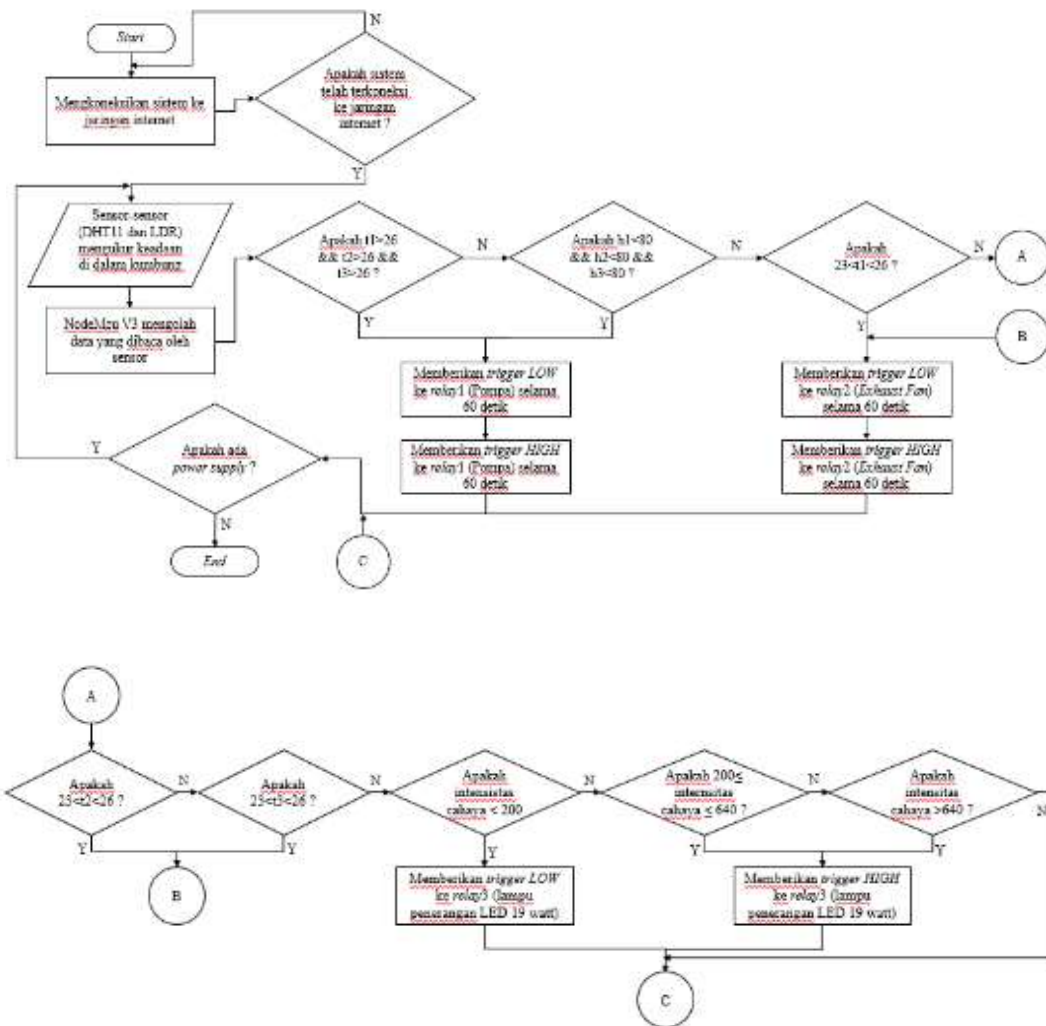 Start
Mengkoneksikan sistem ke
jaringan internet
N
Apakah sistem
telah terkoneksi
ke jaringan
internet ?
Y
Sensor-sensor
(DHT11 dan LDR)
mengukur keadaan
di dalam kumbung
NodeMcu V3 mengolah
data yang dibaca oleh
sensor
Apakah t1>26
&& t2>26 &&
t3>26 ?
N
Y
Apakah h1<80
&& h2<80 &&
h3<80 ?
N
Y
Apakah
23<t1<26 ?
N
Y
A
B
Memberikan trigger LOW
ke relay1 (Pompa) selama
60 detik
Memberikan trigger HIGH
ke relay1 (Pompa) selama
60 detik
Memberikan trigger LOW
ke relay2 (Exhaust Fan)
selama 60 detik
Memberikan trigger HIGH
ke relay2 (Exhaust Fan)
selama 60 detik
Y
Apakah ada
power supply ?
N
End
C
A
Apakah
23<t2<26 ?
N
Y
Apakah
23<t3<26 ?
N
Y
B
Apakah
intensistas
cahaya < 200
N
Y
Apakah 200≤
intensitas
cahaya ≤ 640 ?
N
Y
Apakah
intensitas
cahaya >640 ?
N
Y
Memberikan trigger LOW
ke relay3 (lampu
penerangan LED 19 watt)
Memberikan trigger HIGH
ke relay3 (lampu
penerangan LED 19 watt)
C